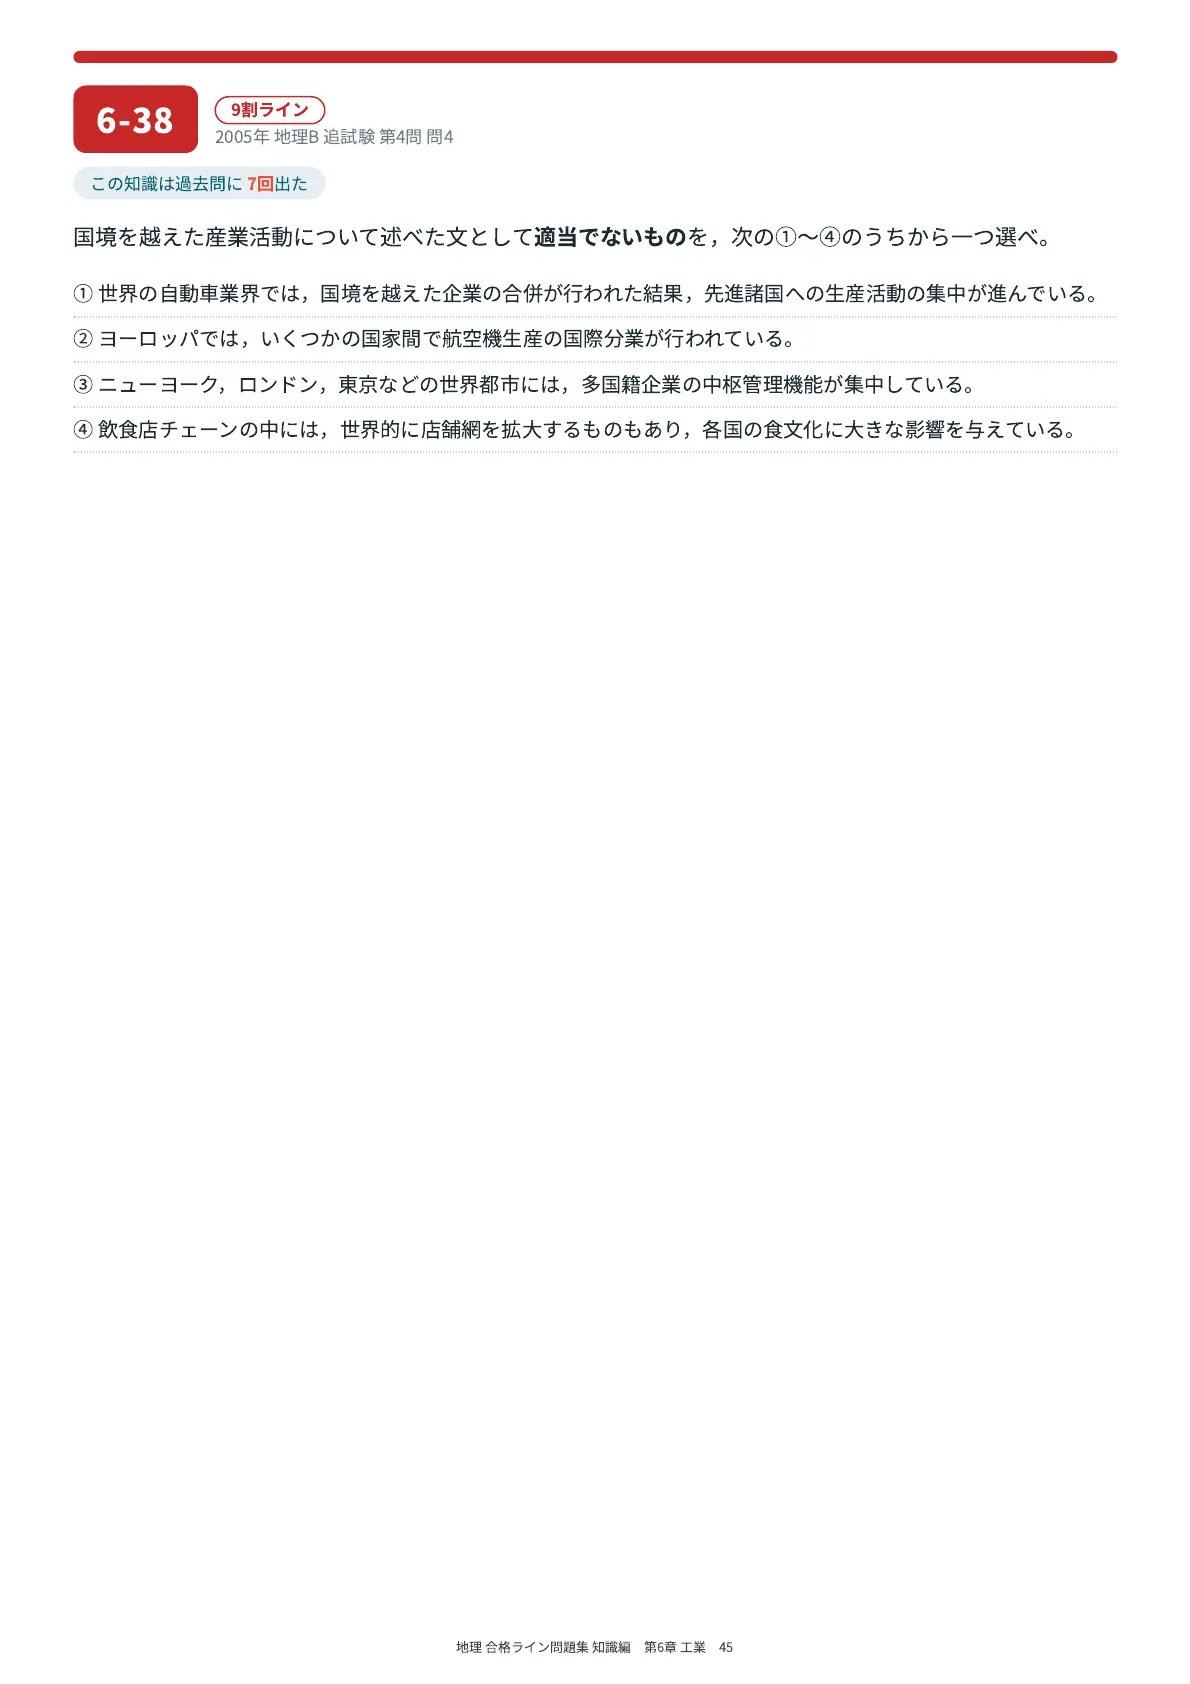 6-38
9割ライン
2005年 地理B 追試験 第4問 問4
この知識は過去問に 7回出た
国境を越えた産業活動について述べた文として適当でないものを，次の①～④のうちから一つ選べ。
① 世界の自動車業界では，国境を越えた企業の合併が行われた結果，先進諸国への生産活動の集中が進んでいる。
② ヨーロッパでは，いくつかの国家間で航空機生産の国際分業が行われている。
③ ニューヨーク，ロンドン，東京などの世界都市には，多国籍企業の中枢管理機能が集中している。
④ 飲食店チェーンの中には，世界的に店舗網を拡大するものもあり，各国の食文化に大きな影響を与えている。
地理 合格ライン問題集 知識編　第6章 工業　45